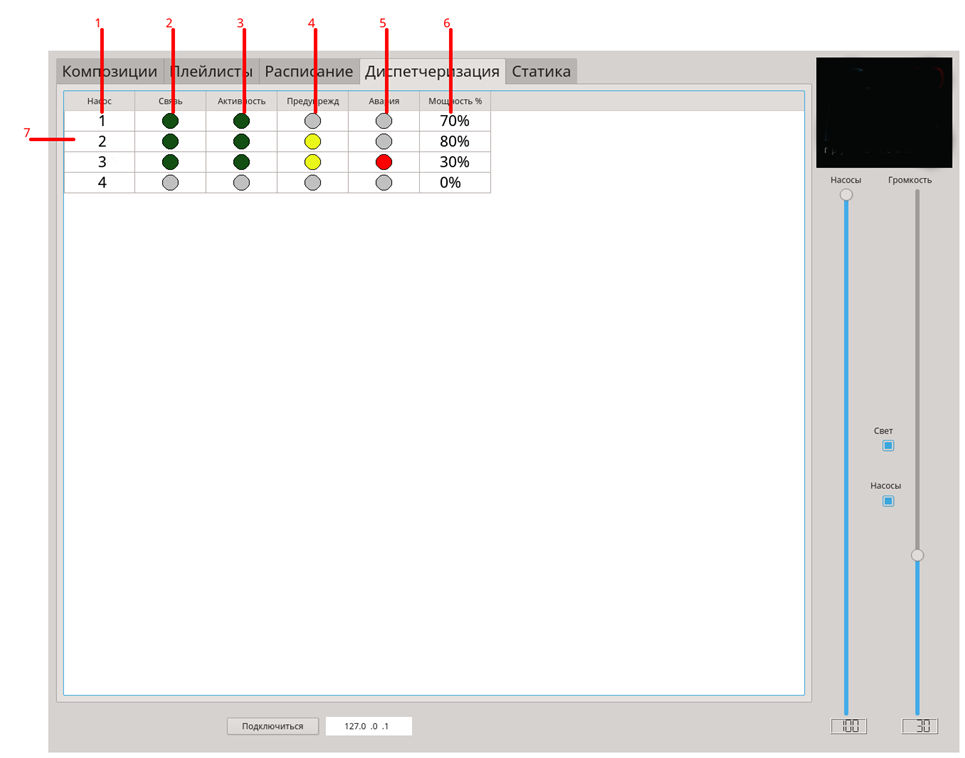 1 2 3 4 5 6
Композиции Плейлисты Расписание Диспетчеризация Статика
Насос Связь Активность Предупрежд Авария Мощность %
1 70%
7
2 80%
3 30%
4 0%
Насосы Громкость
Свет
Насосы
Подключиться 127.0 .0 .1
100 30